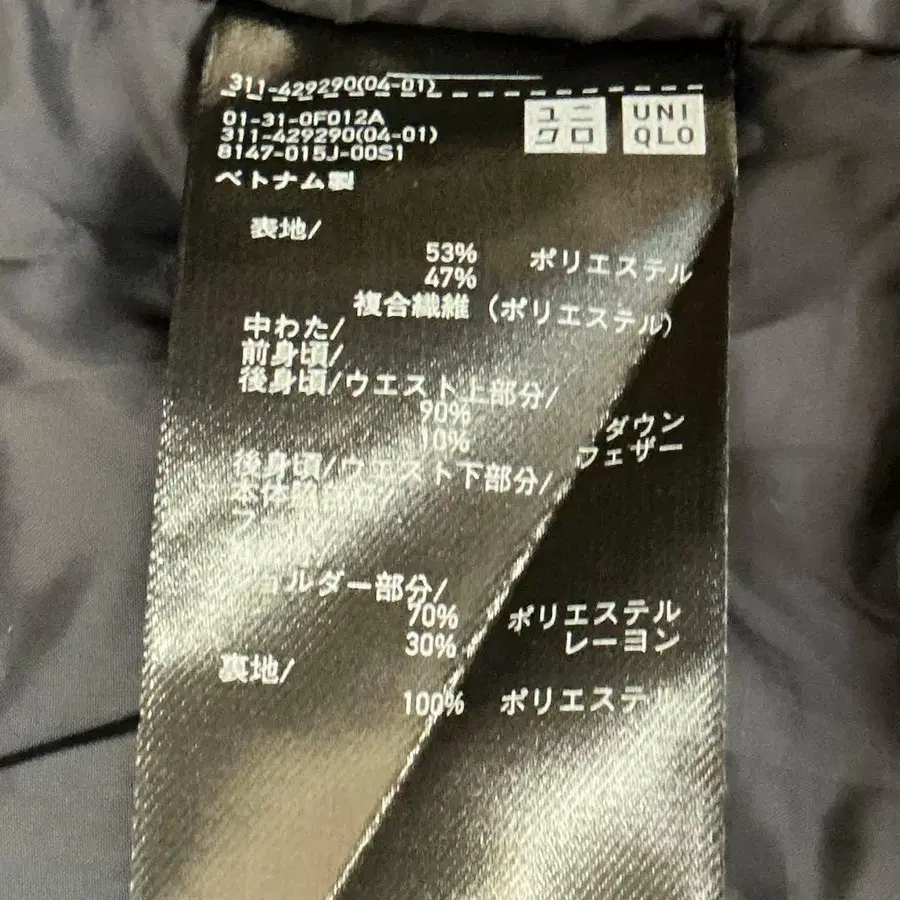 311-429290(04-01)
ユニ
クロ
UNI
QLO
01-31-0F012A
311-429290(04-01)
8147-015J-00S1
ベトナム製
表地/
53% ポリエステル
47%
複合繊維 (ポリエステル)
中わた/
前身頃/
後身頃/ウエスト上部分/
90% ダウン
10% フェザー
後身頃/ウエスト下部分/
ショルダー部分/
70% ポリエステル
30% レーヨン
裏地/
100% ポリエステル